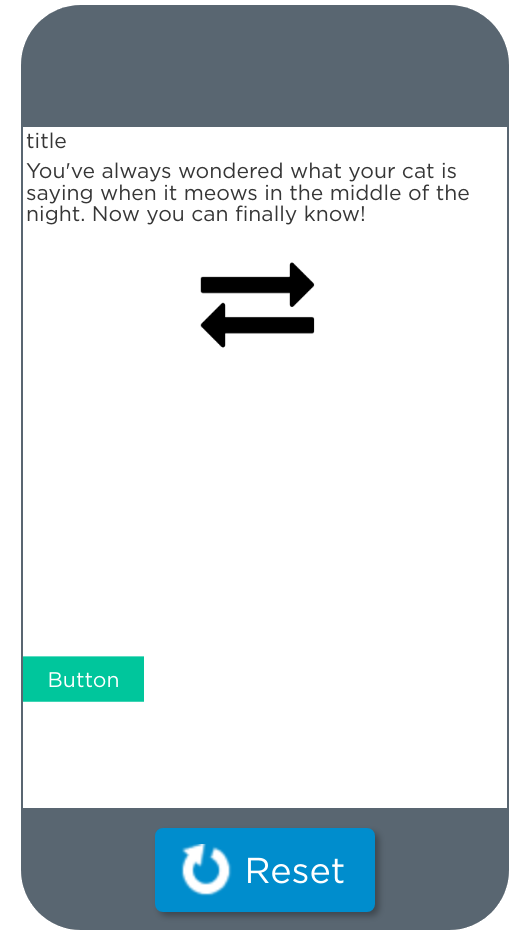 title
You've always wondered what your cat is
saying when it meows in the middle of the
night. Now you can finally know!
Button
Reset